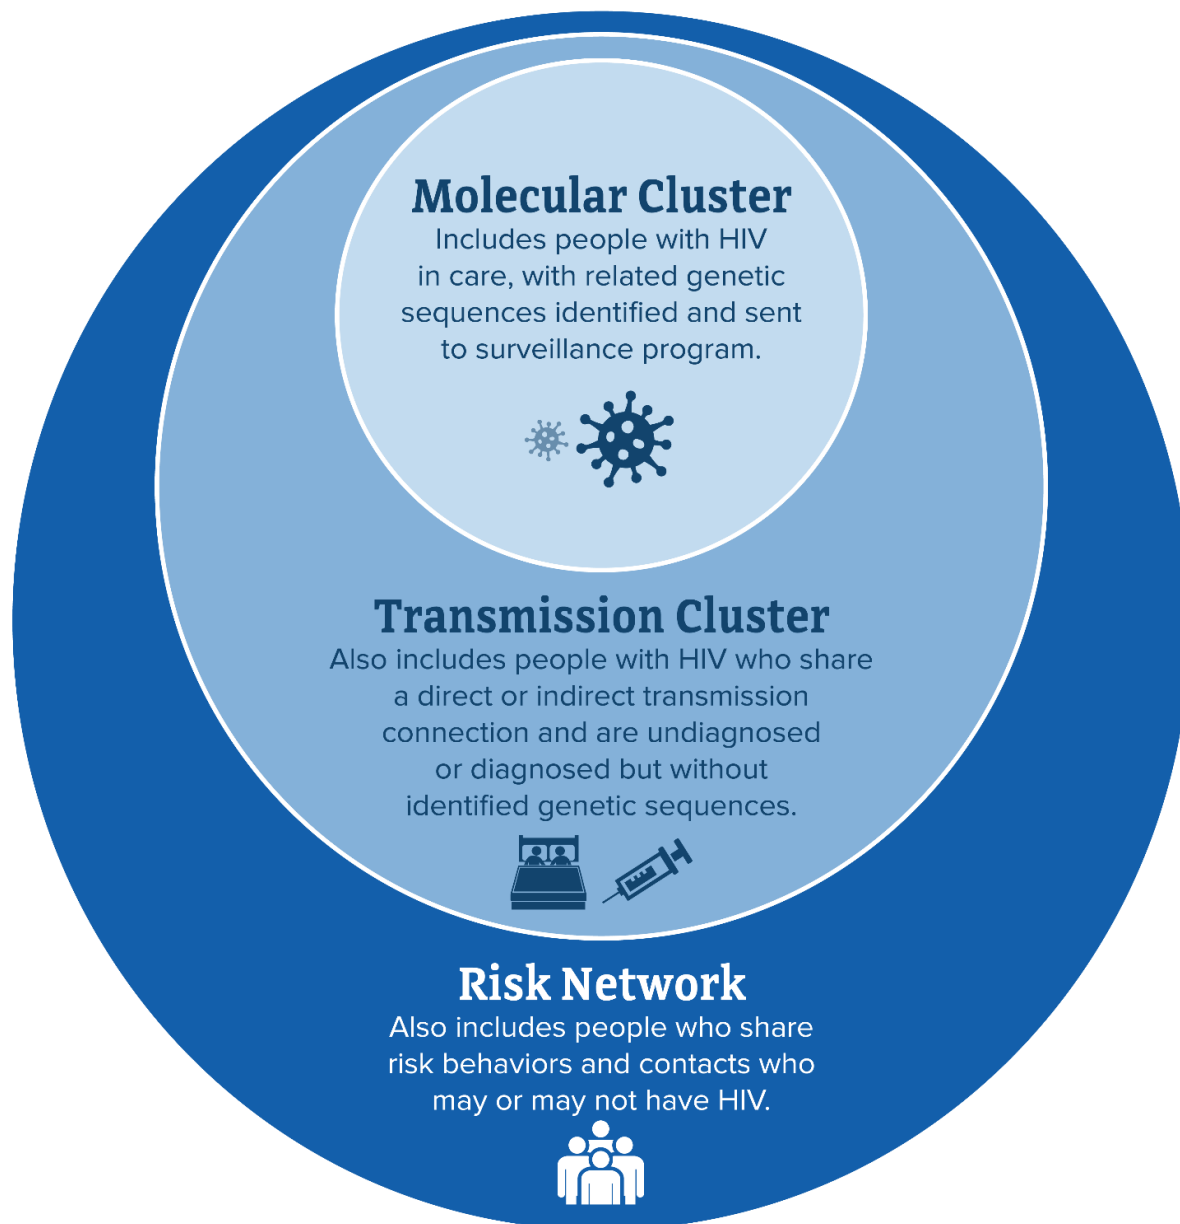 Molecular Cluster
Includes people with HIV
in care, with related genetic
sequences identified and sent
to surveillance program.
Transmission Cluster
Also includes people with HIV who share
a direct or indirect transmission
connection and are undiagnosed
or diagnosed but without
identified genetic sequences.
Risk Network
Also includes people who share
risk behaviors and contacts who
may or may not have HIV.